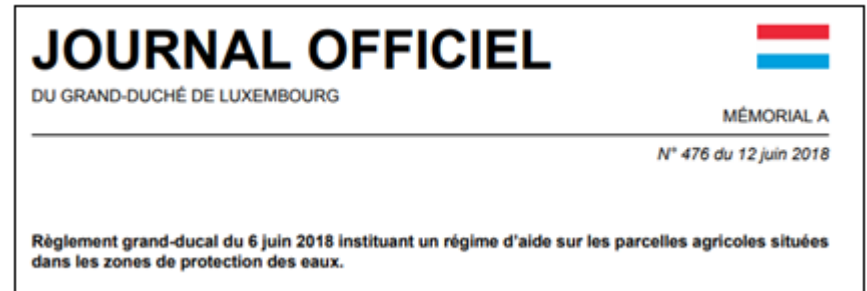 JOURNAL OFFICIEL
DU GRAND-DUCHÉ DE LUXEMBOURG
MÉMORIAL A
N° 476 du 12 juin 2018
Règlement grand-ducal du 6 juin 2018 instituant un régime d'aide sur les parcelles agricoles situées
dans les zones de protection des eaux.